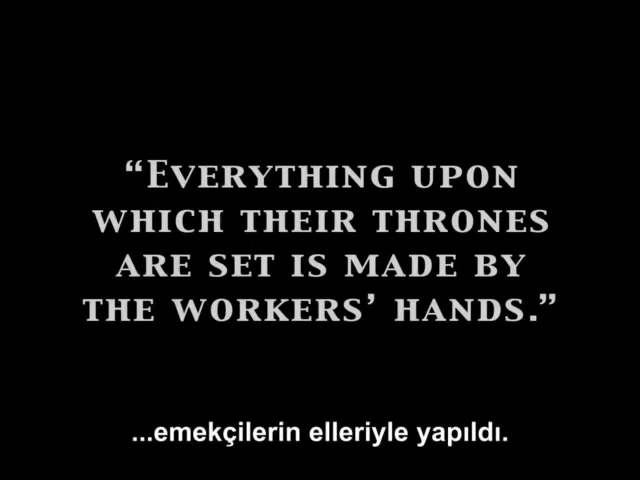 “EVERYTHING UPON
WHICH THEIR THRONES
ARE SET IS MADE BY
THE WORKERS’ HANDS.”
...emekçilerin elleriyle yapıldı.